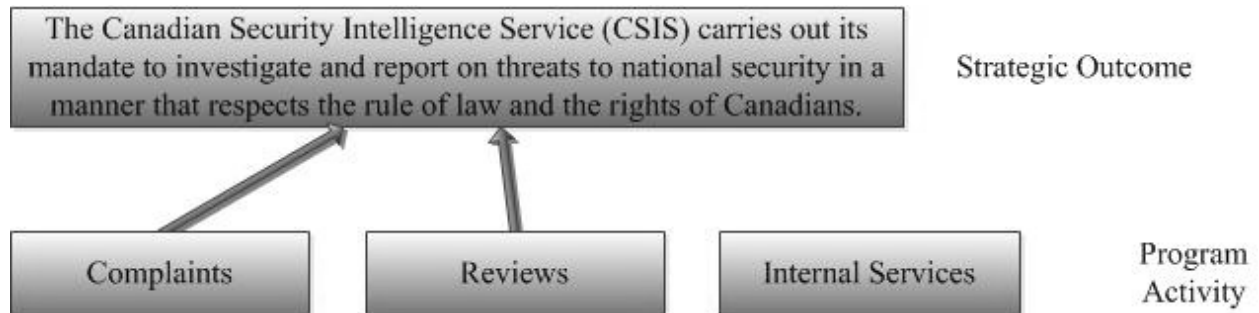 The Canadian Security Intelligence Service (CSIS) carries out its
mandate to investigate and report on threats to national security in a
manner that respects the rule of law and the rights of Canadians.
Strategic Outcome
Complaints
Reviews
Internal Services
Program
Activity